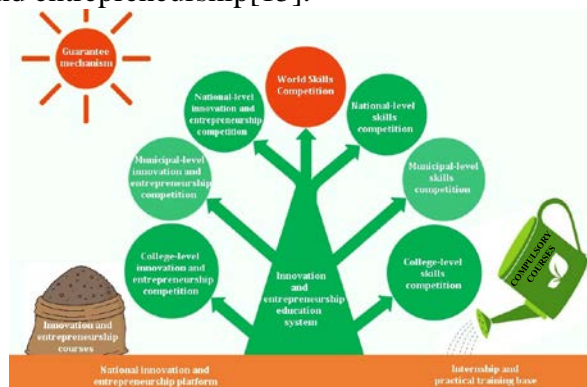 nd entrepreneurship[15].
Guarantee
mechanism
World Skills
Competition
National-level
innovation and
entrepreneurship
competition
National-level
skills
competition
Municipal-level
innovation and
entrepreneurship
competition
Municipal-level
skills
competition
College-level
innovation and
entrepreneurship
competition
Innovation
and
entrepreneurship
education
system
College-level
skills
competition
COMPULSORY
COURSES
Innovation and
entrepreneurship
courses
National innovation and
entrepreneurship platform
Internship and
practical training base